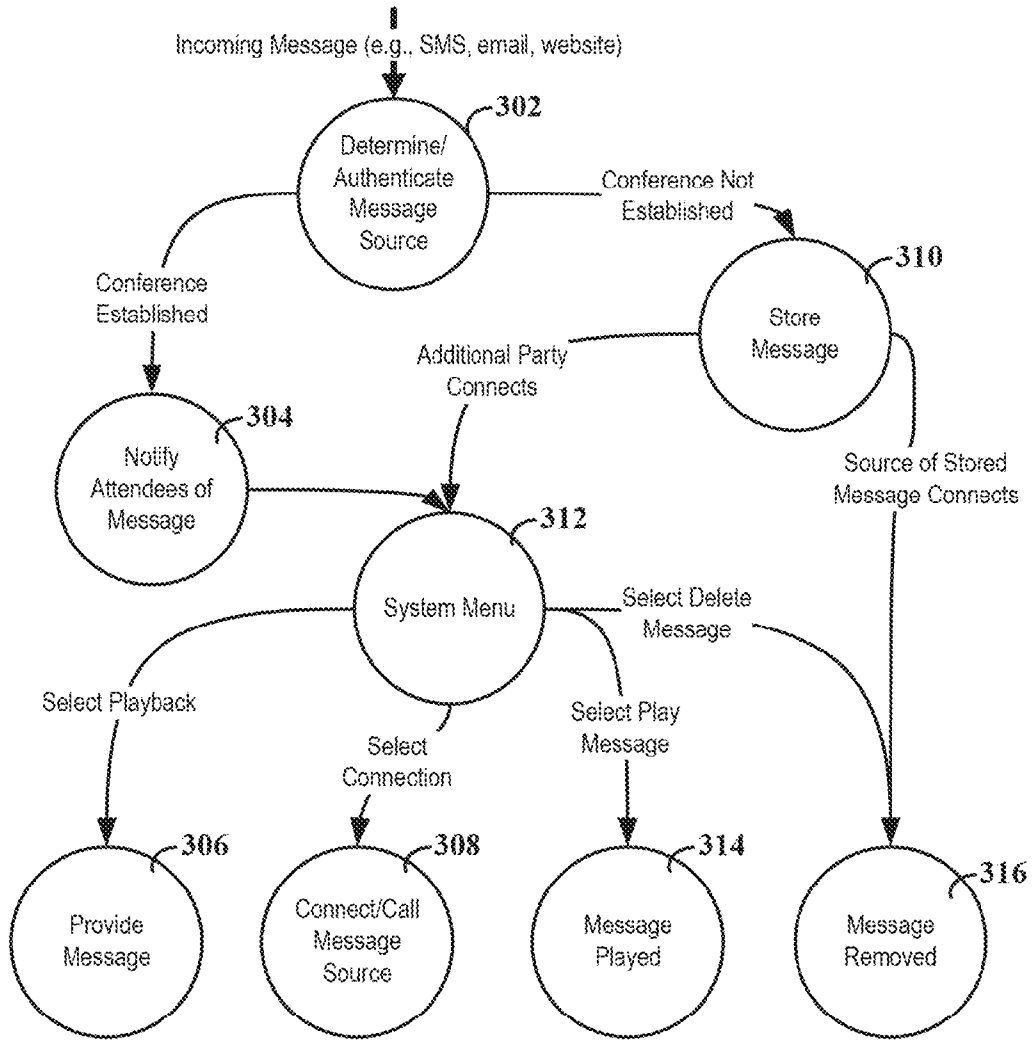 Incoming Message (e.g., SMS, email, website)
302
Determine/
Authenticate
Message
Source
Conference Not
Established
310
Store
Message
Conference
Established
Additional Party
Connects
304
Notify
Attendees of
Message
Source of Stored
Message Connects
312
System Menu
Select Delete
Message
Select Playback
Select
Connection
Select Play
Message
306
Provide
Message
308
Connect/Call
Message
Source
314
Message
Played
316
Message
Removed